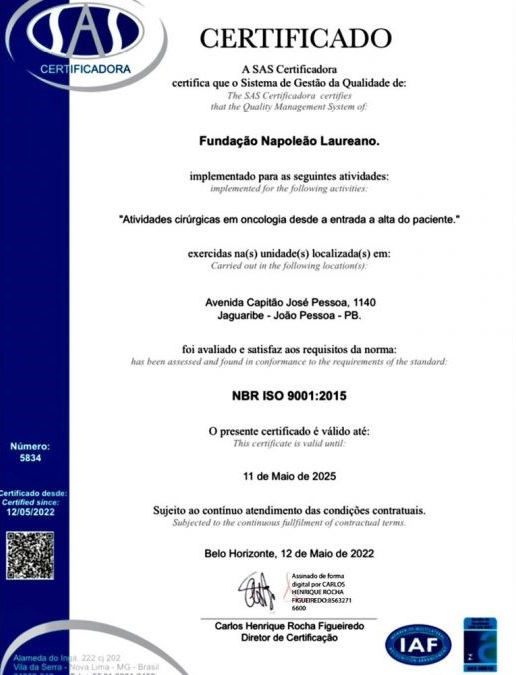 SAS
CERTIFICADORA
CERTIFICADO
A SAS Certificadora
certifica que o Sistema de Gestão da Qualidade de:
The SAS Certificadora certifies
that the Quality Management System of:
Fundação Napoleão Laureano.
implementado para as seguintes atividades:
implemented for the following activities:
"Atividades cirúrgicas em oncologia desde a entrada a alta do paciente."
exercidas na(s) unidade(s) localizada(s) em:
Carried out in the following location(s):
Avenida Capitão José Pessoa, 1140
Jaguaribe - João Pessoa - PB.
foi avaliado e satisfaz aos requisitos da norma:
has been assessed and found in conformance to the requirements of the standard:
NBR ISO 9001:2015
O presente certificado é válido até:
This certificate is valid until:
11 de Maio de 2025
Sujeito ao contínuo atendimento das condições contratuais.
Subjected to the continuous fullfilment of contractual terms.
Belo Horizonte, 12 de Maio de 2022
Assinado de forma
digital por CARLOS
HENRIQUE ROCHA
FIGUEIREDO:8563271
6600
Carlos Henrique Rocha Figueiredo
Diretor de Certificação
Número:
5834
Certificado desde:
Certified since:
12/05/2022
Alameda do Ingá, 222 cj 202
Vila da Serra - Nova Lima - MG - Brasil
IAF